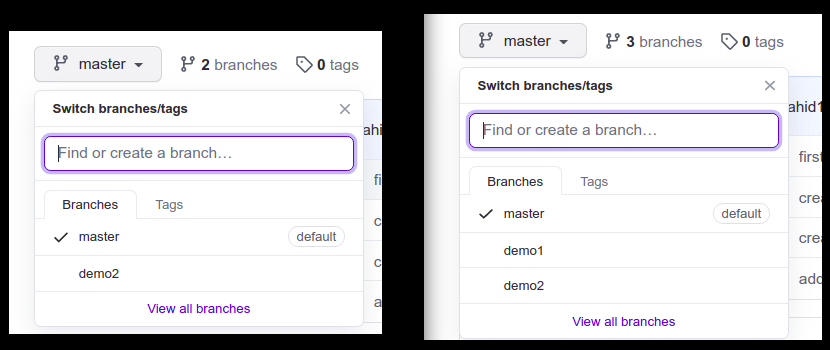 master 2 branches 0 tags
Switch branches/tags
Find or create a branch…
Branches Tags
master default
demo2
View all branches
ahid
fi
c
c
a
master 3 branches 0 tags
Switch branches/tags
Find or create a branch…
Branches Tags
master default
demo1
demo2
View all branches
ahid1
first
crea
crea
adc